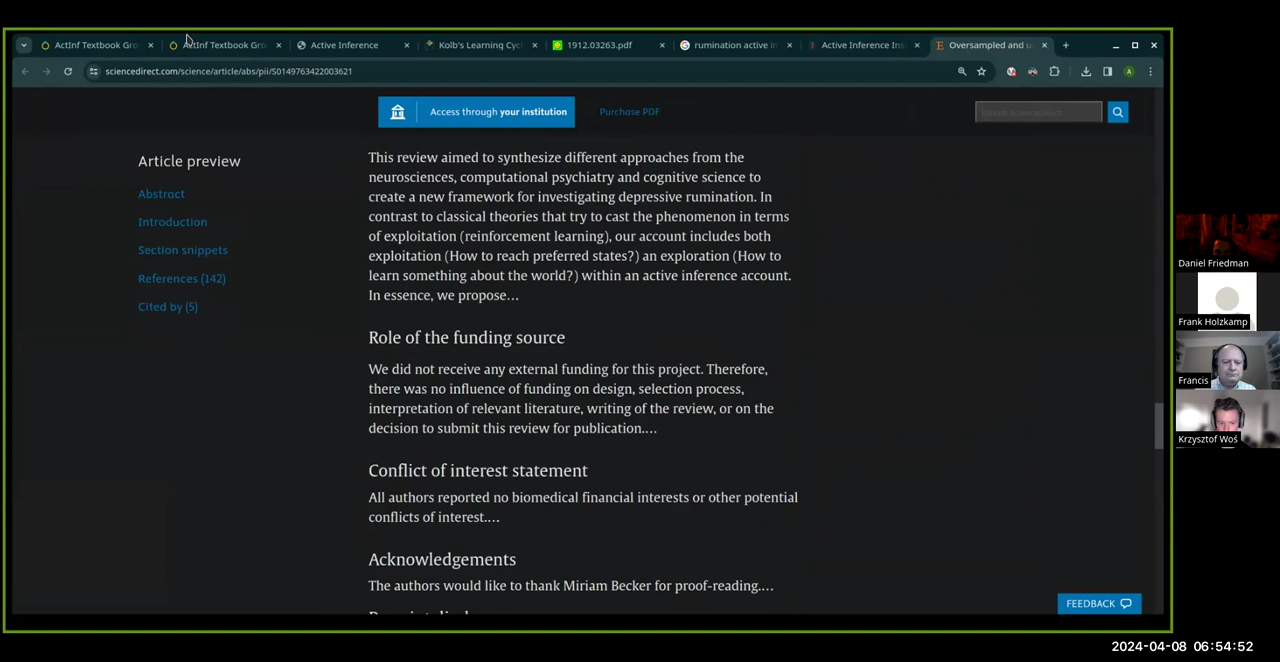 ActInf Textbook Gro
ActInf Textbook Gro
Active Inference
Kolb's Learning Cyc
1912.03263.pdf
rumination active in
Active Inference Ins
Oversampled and u
sciencedirect.com/science/article/abs/pii/S0149763422003621
A
Access through your institution
Purchase PDF
Search ScienceDirect
Article preview
Abstract
Introduction
Section snippets
References (142)
Cited by (5)
This review aimed to synthesize different approaches from the
neurosciences, computational psychiatry and cognitive science to
create a new framework for investigating depressive rumination. In
contrast to classical theories that try to cast the phenomenon in terms
of exploitation (reinforcement learning), our account includes both
exploitation (How to reach preferred states?) an exploration (How to
learn something about the world?) within an active inference account.
In essence, we propose…
Role of the funding source
We did not receive any external funding for this project. Therefore,
there was no influence of funding on design, selection process,
interpretation of relevant literature, writing of the review, or on the
decision to submit this review for publication.…
Conflict of interest statement
All authors reported no biomedical financial interests or other potential
conflicts of interest.…
Acknowledgements
The authors would like to thank Miriam Becker for proof-reading.…
FEEDBACK
Daniel Friedman
Frank Holzkamp
Francis
Krzysztof Woś
2024-04-08 06:54:52